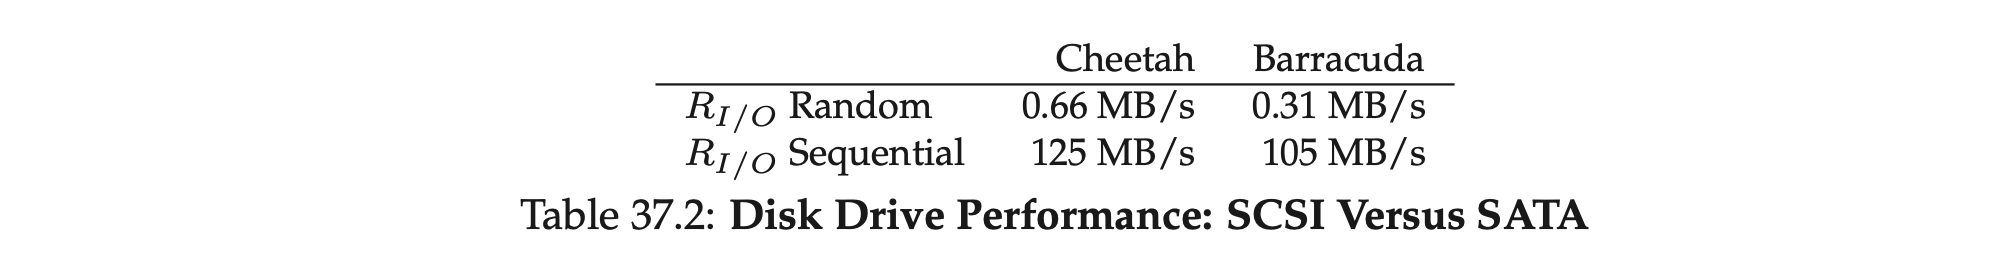 Cheetah Barracuda
R_{I/O} Random 0.66 MB/s 0.31 MB/s
R_{I/O} Sequential 125 MB/s 105 MB/s
Table 37.2: Disk Drive Performance: SCSI Versus SATA